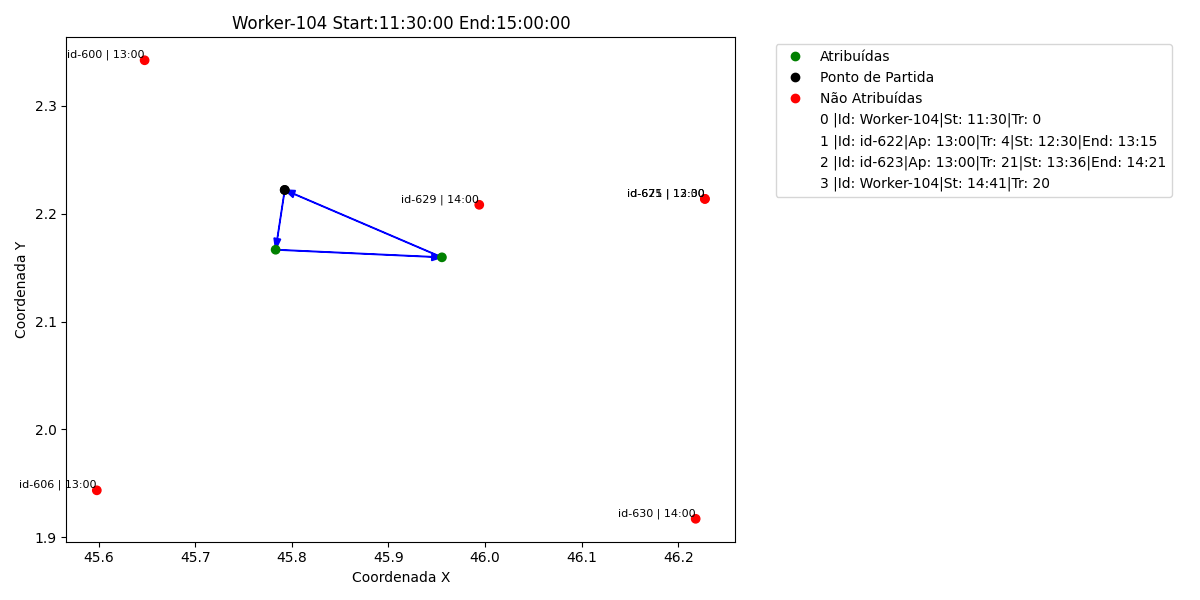 Worker-104 Start:11:30:00 End:15:00:00
id-600 | 13:00
id-629 | 14:00
id-606 | 13:00
id-630 | 14:00
2.3
2.2
2.1
2.0
1.9
45.6 45.7 45.8 45.9 46.0 46.1 46.2
Coordenada X
Coordenada Y
Atribuídas
Ponto de Partida
Não Atribuídas
0 |Id: Worker-104|St: 11:30|Tr: 0
1 |Id: id-622|Ap: 13:00|Tr: 4|St: 12:30|End: 13:15
2 |Id: id-623|Ap: 13:00|Tr: 21|St: 13:36|End: 14:21
3 |Id: Worker-104|St: 14:41|Tr: 20